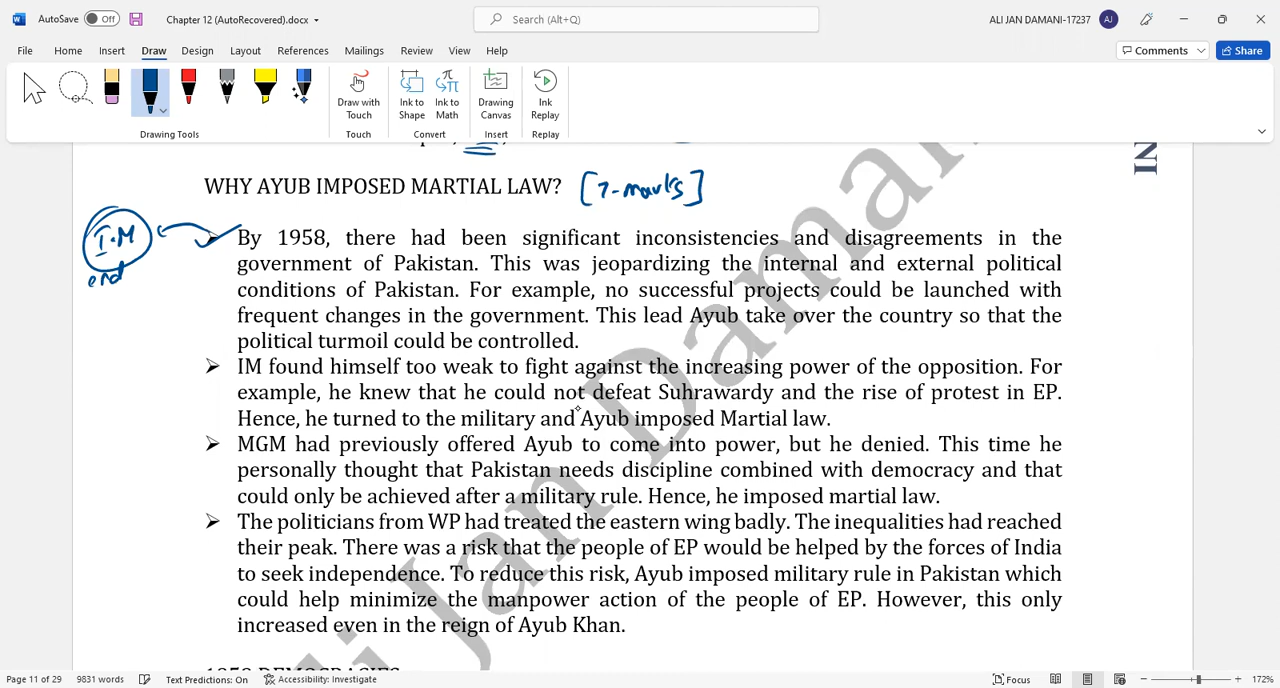 AutoSave Off Chapter 12 (AutoRecovered).docx Search (Alt+Q) ALI JAN DAMANI-17237 AJ
File Home Insert Draw Design Layout References Mailings Review View Help Comments Share
Draw with Touch Ink to Shape Ink to Math Drawing Canvas Ink Replay
Drawing Tools Touch Convert Insert Replay
WHY AYUB IMPOSED MARTIAL LAW? [7-marks]
I.M
end
By 1958, there had been significant inconsistencies and disagreements in the
government of Pakistan. This was jeopardizing the internal and external political
conditions of Pakistan. For example, no successful projects could be launched with
frequent changes in the government. This lead Ayub take over the country so that the
political turmoil could be controlled.
IM found himself too weak to fight against the increasing power of the opposition. For
example, he knew that he could not defeat Suhrawardy and the rise of protest in EP.
Hence, he turned to the military and Ayub imposed Martial law.
MGM had previously offered Ayub to come into power, but he denied. This time he
personally thought that Pakistan needs discipline combined with democracy and that
could only be achieved after a military rule. Hence, he imposed martial law.
The politicians from WP had treated the eastern wing badly. The inequalities had reached
their peak. There was a risk that the people of EP would be helped by the forces of India
to seek independence. To reduce this risk, Ayub imposed military rule in Pakistan which
could help minimize the manpower action of the people of EP. However, this only
increased even in the reign of Ayub Khan.
Page 11 of 29 9831 words Text Predictions: On Accessibility: Investigate Focus 172%